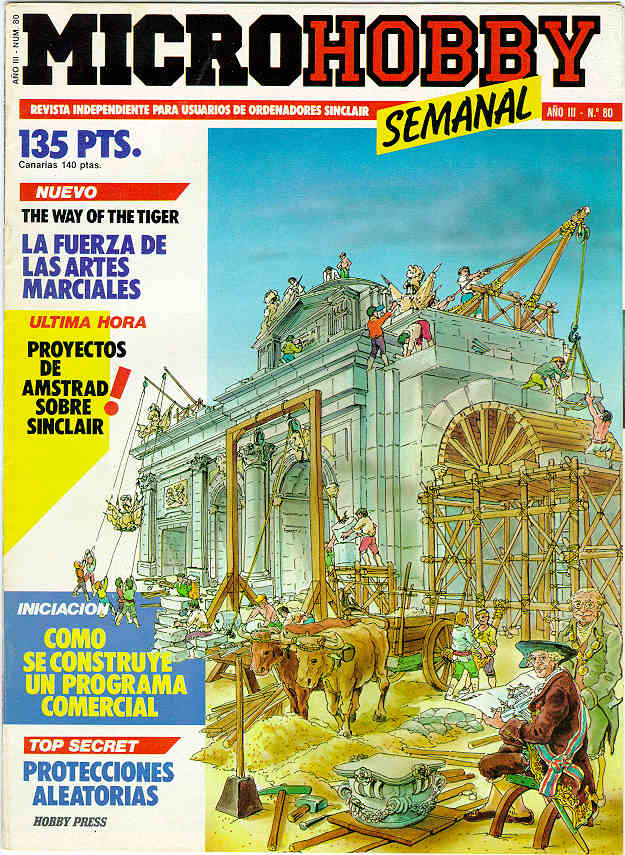 AÑO III - NUM. 80
MICROHOBBY
REVISTA INDEPENDIENTE PARA USUARIOS DE ORDENADORES SINCLAIR
SEMANAL
AÑO III - N.° 80
135 PTS.
Canarias 140 ptas.
NUEVO
THE WAY OF THE TIGER
LA FUERZA DE
LAS ARTES
MARCIALES
ULTIMA HORA
PROYECTOS
DE
AMSTRAD
SOBRE
SINCLAIR!
INICIACION
COMO
SE CONSTRUYE
UN PROGRAMA
COMERCIAL
TOP SECRET
PROTECCIONES
ALEATORIAS
HOBBY PRESS